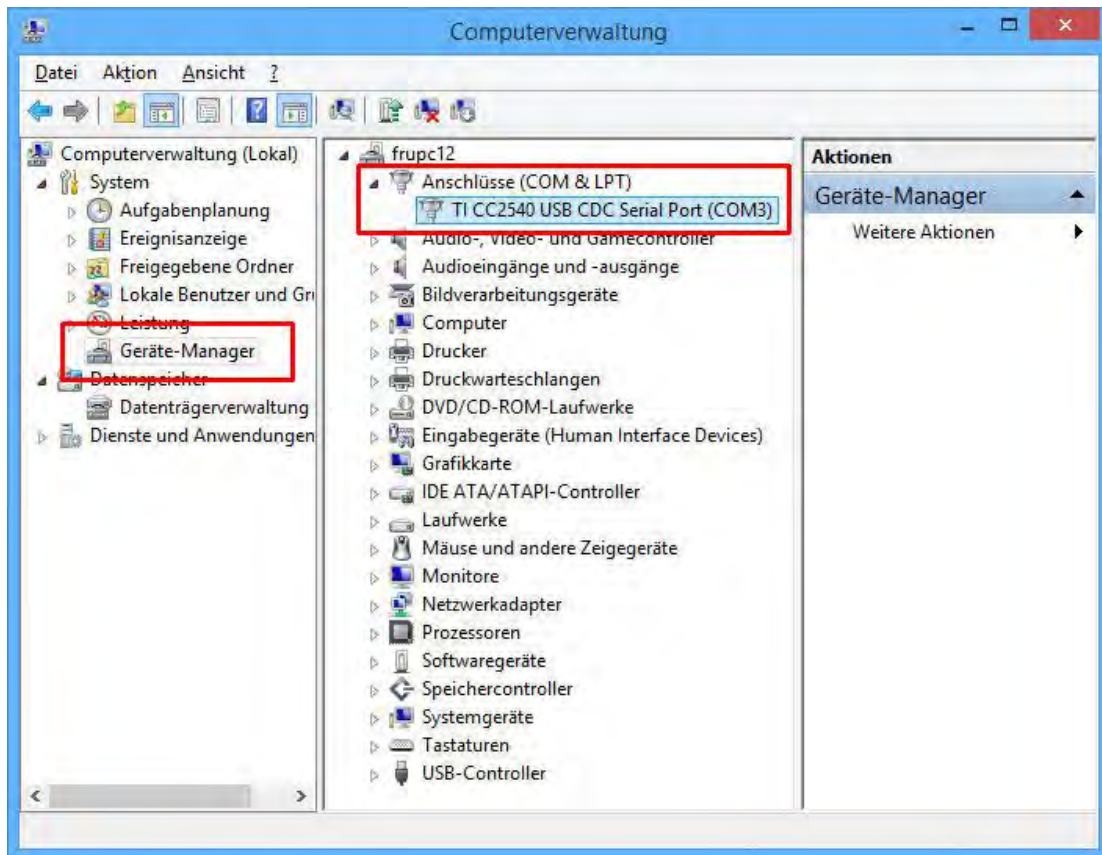 Computerverwaltung
Datei Aktion Ansicht ?
Computerverwaltung (Lokal)
System
Aufgabenplanung
Ereignisanzeige
Freigegebene Ordner
Lokale Benutzer und Gru
Leistung
Geräte-Manager
Datenspeicher
Datenträgerverwaltung
Dienste und Anwendungen
frupc12
Anschlüsse (COM & LPT)
TI CC2540 USB CDC Serial Port (COM3)
Audio-, Video- und Gamecontroller
Audioeingänge und -ausgänge
Bildverarbeitungsgeräte
Computer
Drucker
Druckwarteschlangen
DVD/CD-ROM-Laufwerke
Eingabegeräte (Human Interface Devices)
Grafikkarte
IDE ATA/ATAPI-Controller
Laufwerke
Mäuse und andere Zeigegeräte
Monitore
Netzwerkadapter
Prozessoren
Softwaregeräte
Speichercontroller
Systemgeräte
Tastaturen
USB-Controller
Aktionen
Geräte-Manager
Weitere Aktionen